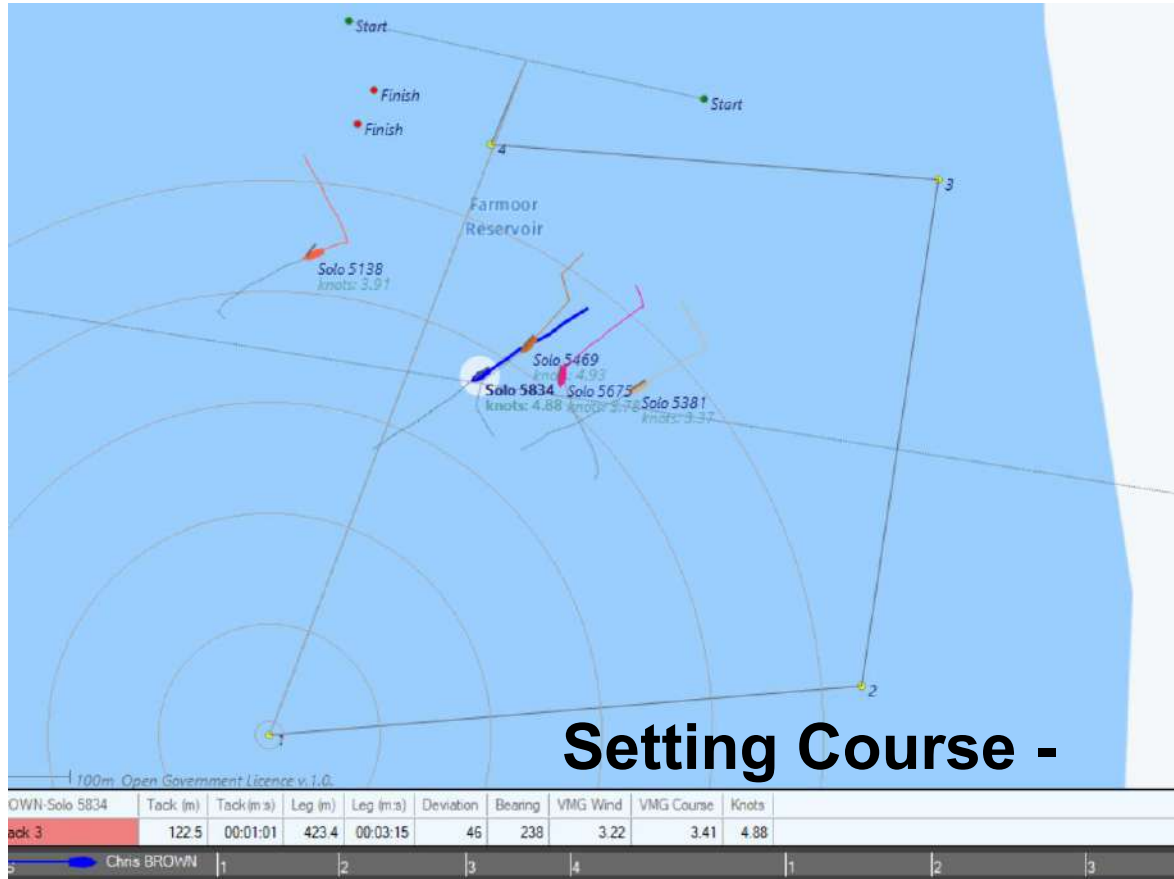 Start
Finish
Start
Finish
4
3
Farmoor
Reservoir
Solo 5138
knots: 3.91
Solo 5469
knots: 4.93
Solo 5834
knots: 4.88
Solo 5675
Solo 5381
knots: 3.37
2
1
Setting Course -
100m Open Government Licence v.1.0.
OWN-Solo 5834 Tack (m) Tack (m:s) Leg (m) Leg (m:s) Deviation Bearing VMG Wind VMG Course Knots
ack 3 122.5 00:01:01 423.4 00:03:15 46 238 3.22 3.41 4.88
Chris BROWN 1 2 3 4 1 2 3